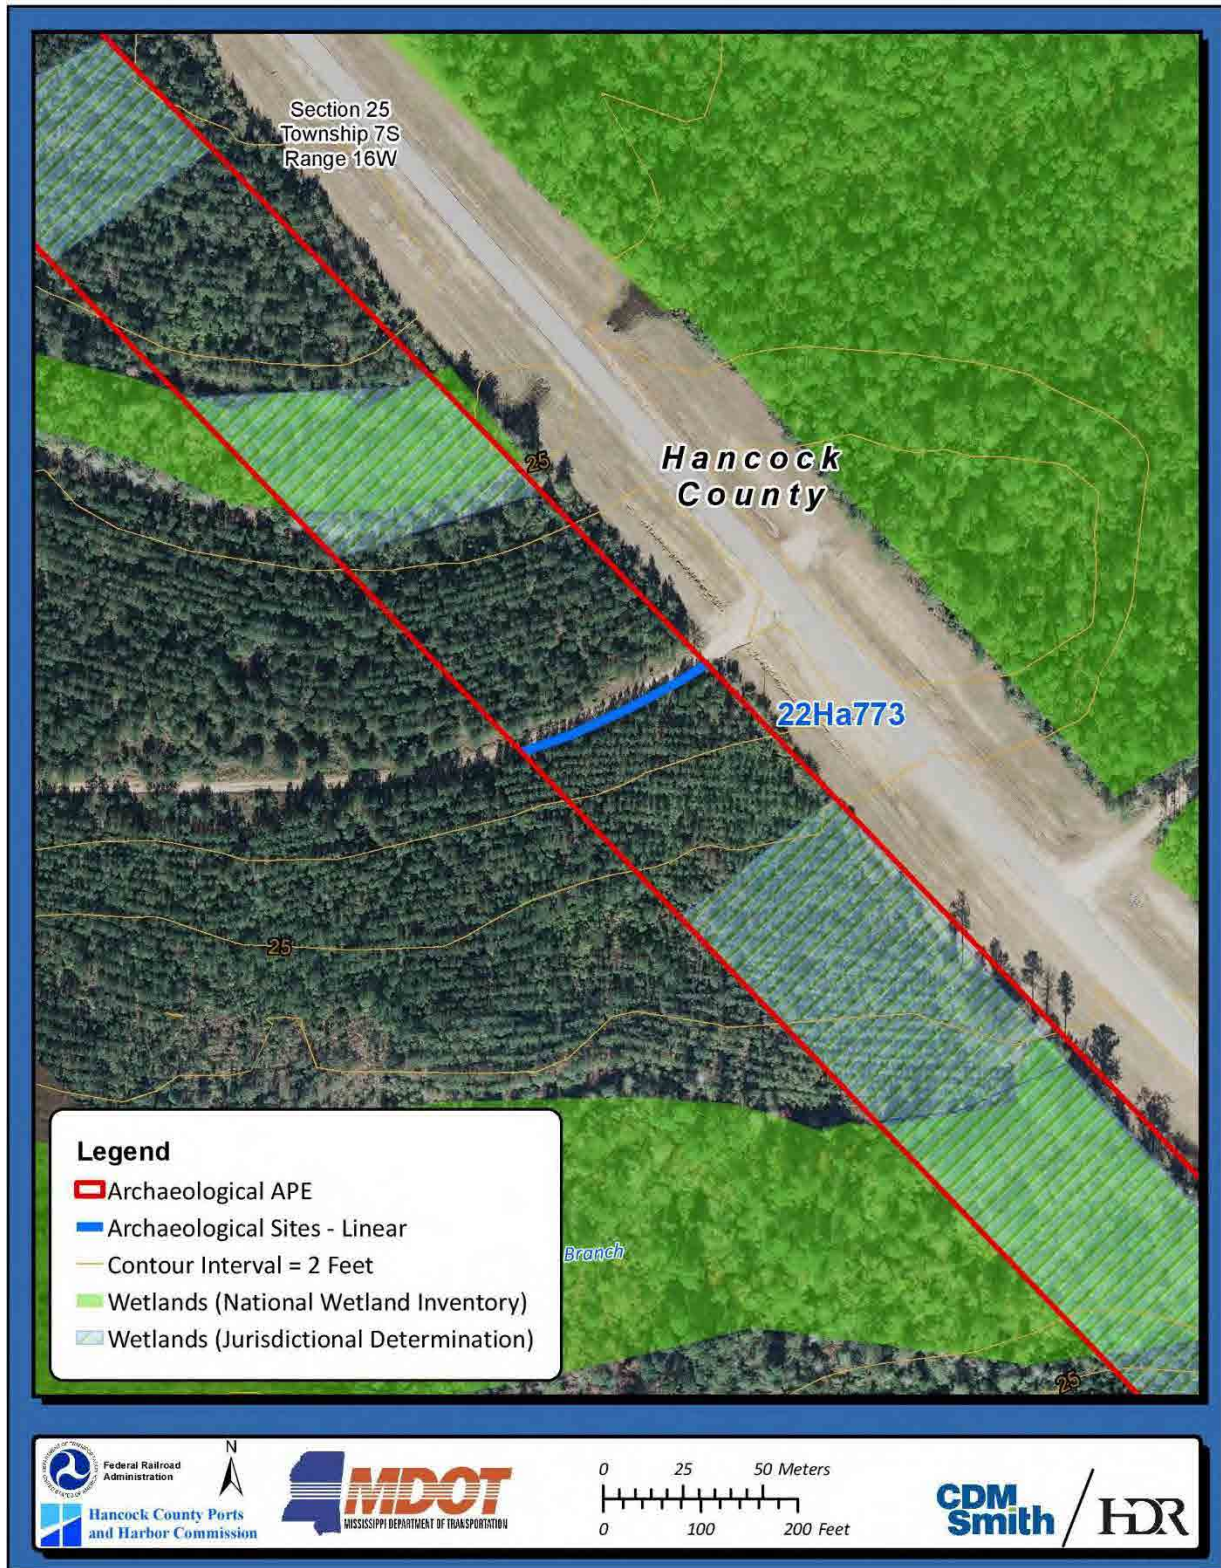 Section 25
Township 7S
Range 16W
Hancock
County
25
22Ha773
25
Legend
Archaeological APE
Archaeological Sites - Linear
Contour Interval = 2 Feet
Wetlands (National Wetland Inventory)
Wetlands (Jurisdictional Determination)
Branch
25
Federal Railroad
Administration
Hancock County Ports
and Harbor Commission
N
MDOT
MISSISSIPPI DEPARTMENT OF TRANSPORTATION
0 25 50 Meters
0 100 200 Feet
CDM
Smith
HDR